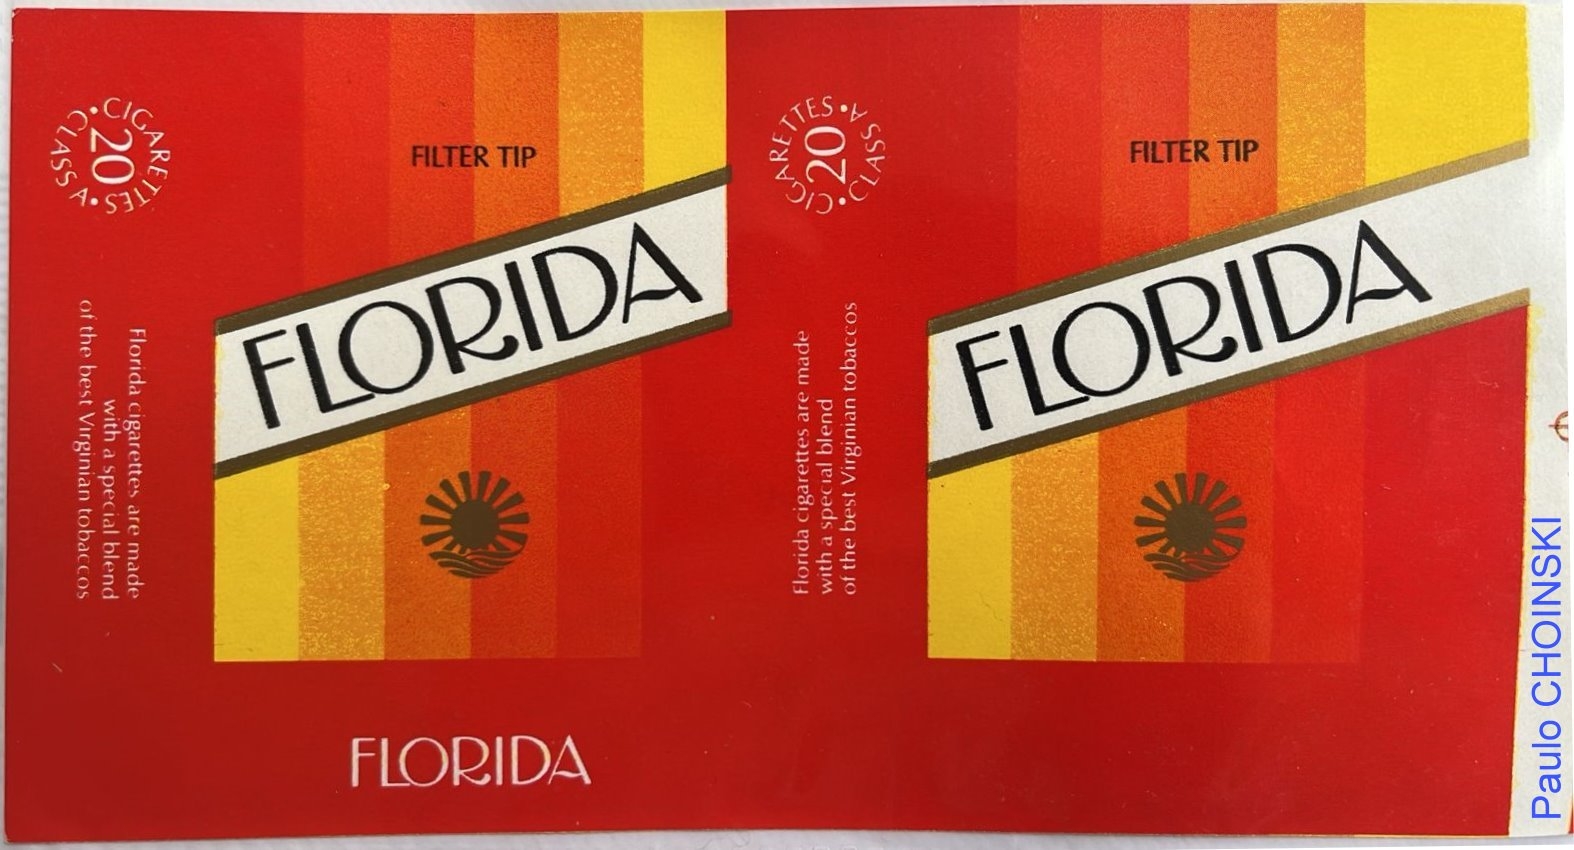 CIGARETTES • CLASS A •
20
Florida cigarettes are made
with a special blend
of the best Virginian tobaccos
FILTER TIP
FLORIDA
FLORIDA
CIGARETTES • CLASS A •
20
Florida cigarettes are made
with a special blend
of the best Virginian tobaccos
FILTER TIP
FLORIDA
Paulo CHOINSKI